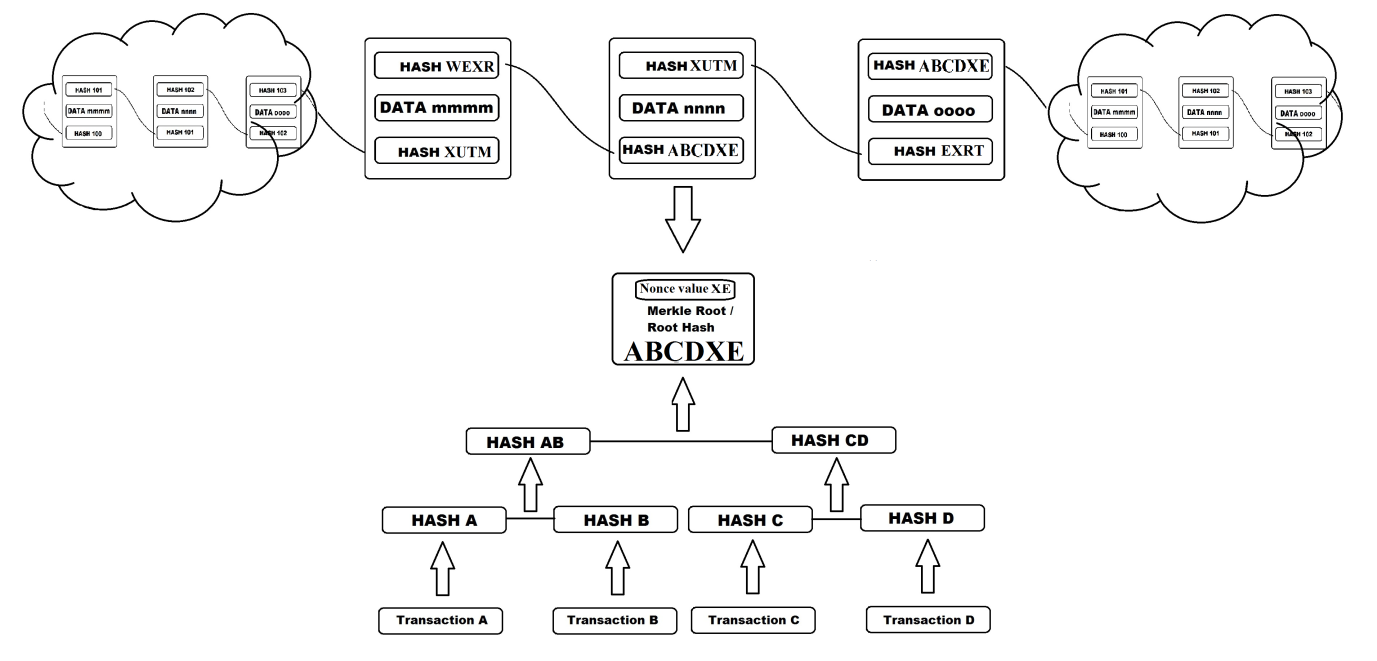 HASH 101
DATA mmmm
HASH 100
HASH 102
DATA nnnn
HASH 101
HASH 103
DATA oooo
HASH 102
HASH WEXR
DATA mmmm
HASH XUTM
HASH XUTM
DATA nnnn
HASH ABCDXE
HASH ABCDXE
DATA oooo
HASH EXRT
HASH 101
DATA mmmm
HASH 100
HASH 102
DATA nnnn
HASH 101
HASH 103
DATA oooo
HASH 102
Nonce value XE
Merkle Root /
Root Hash
ABCDXE
HASH AB
HASH CD
HASH A
HASH B
HASH C
HASH D
Transaction A
Transaction B
Transaction C
Transaction D